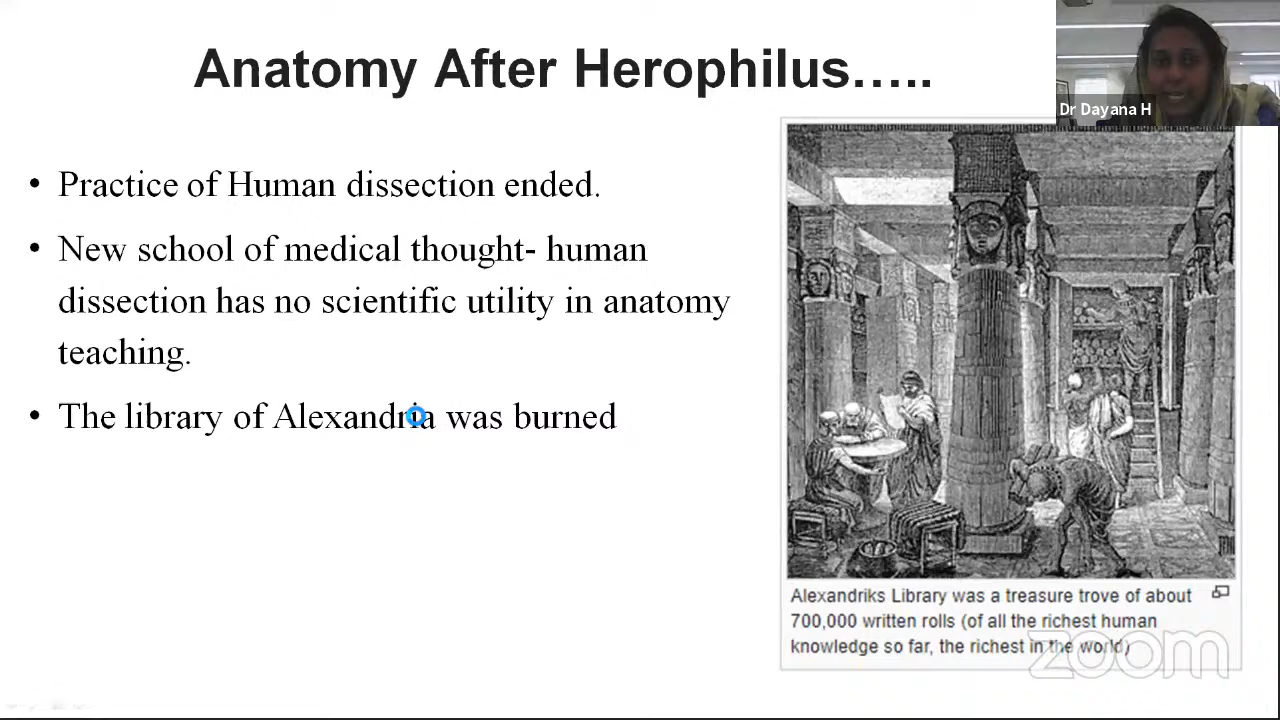 Anatomy After Herophilus…..
Dr Dayana H
• Practice of Human dissection ended.
• New school of medical thought- human
dissection has no scientific utility in anatomy
teaching.
• The library of Alexandria was burned
Alexandriks Library was a treasure trove of about
700,000 written rolls (of all the richest human
knowledge so far, the richest in the world)
zoom